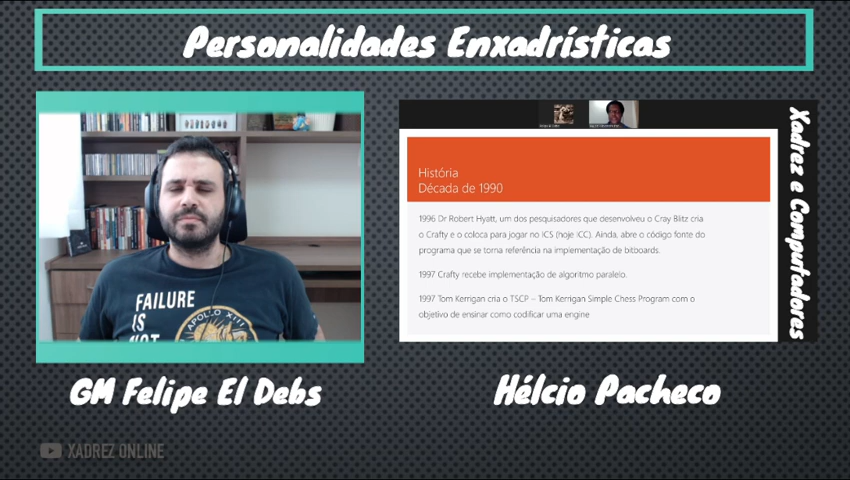 Personalidades Enxadrísticas
FAILURE
IS
NOT
APOLLO XIII
História
Década de 1990
1996 Dr Robert Hyatt, um dos pesquisadores que desenvolveu o Cray Blitz cria
o Crafty e o coloca para jogar no ICS (hoje ICC). Ainda, abre o código fonte do
programa que se torna referência na implementação de bitboards.
1997 Crafty recebe implementação de algoritmo paralelo.
1997 Tom Kerrigan cria o TSCP – Tom Kerrigan Simple Chess Program com o
objetivo de ensinar como codificar uma engine
Xadrez e Computadores
GM Felipe El Debs
Hélcio Pacheco
XADREZ ONLINE